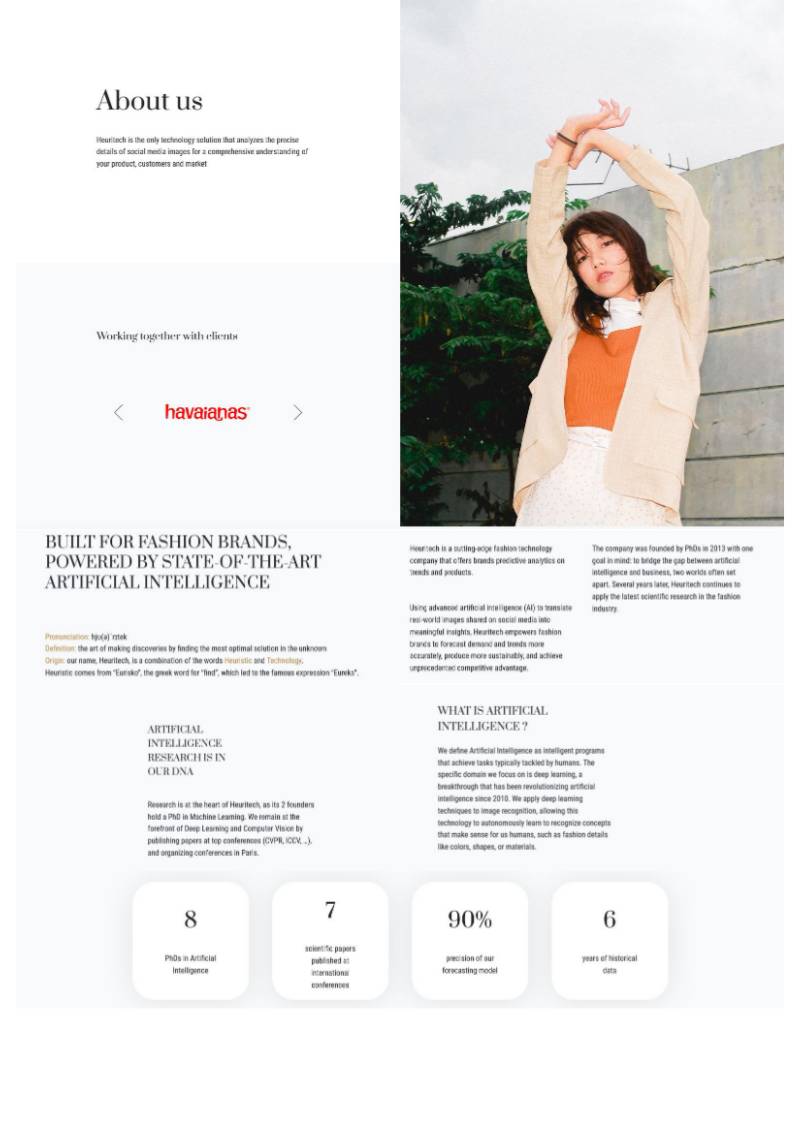 About us
Heuritech is the only technology solution that analyzes the precise
details of social media images for a comprehensive understanding of
your product, customers and market
Working together with clients
havaianas
BUILT FOR FASHION BRANDS,
POWERED BY STATE-OF-THE-ART
ARTIFICIAL INTELLIGENCE
Pronunciation: hjʊ(ə)ˈrɪtek
Definition: the art of making discoveries by finding the most optimal solution in the unknown
Origin: our name, Heuritech, is a combination of the words Heuristic and Technology.
Heuristic comes from "Eurisko", the greek word for "find", which led to the famous expression "Eureka".
Heuritech is a cutting-edge fashion technology
company that offers brands predictive analytics on
trends and products.
Using advanced artificial intelligence (AI) to translate
real-world images shared on social media into
meaningful insights, Heuritech empowers fashion
brands to forecast demand and trends more
accurately, produce more sustainably, and achieve
unprecedented competitive advantage.
The company was founded by PhDs in 2013 with one
goal in mind: to bridge the gap between artificial
intelligence and business, two worlds often set
apart. Several years later, Heuritech continues to
apply the latest scientific research in the fashion
industry.
ARTIFICIAL
INTELLIGENCE
RESEARCH IS IN
OUR DNA
Research is at the heart of Heuritech, as its 2 founders
hold a PhD in Machine Learning. We remain at the
forefront of Deep Learning and Computer Vision by
publishing papers at top conferences (CVPR, ICCV, ..),
and organizing conferences in Paris.
WHAT IS ARTIFICIAL
INTELLIGENCE ?
We define Artificial Intelligence as intelligent programs
that achieve tasks typically tackled by humans. The
specific domain we focus on is deep learning, a
breakthrough that has been revolutionizing artificial
intelligence since 2010. We apply deep learning
techniques to image recognition, allowing this
technology to autonomously learn to recognize concepts
that make sense for us humans, such as fashion details
like colors, shapes, or materials.
8
PhDs in Artificial
Intelligence
7
scientific papers
published at
international
conferences
90%
precision of our
forecasting model
6
years of historical
data